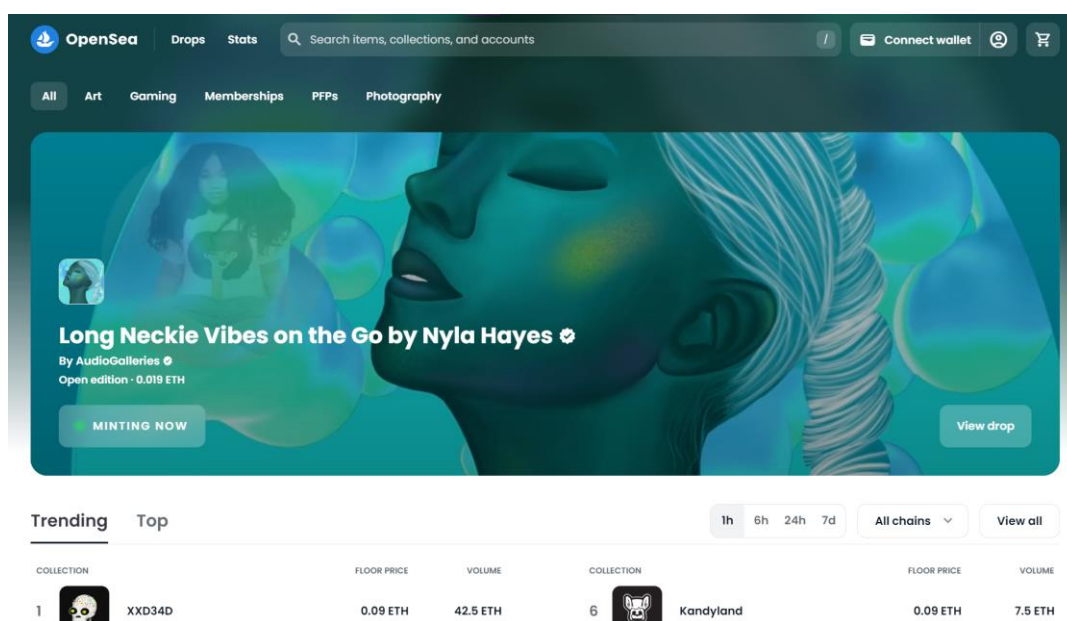 OpenSea Drops Stats Search items, collections, and accounts / Connect wallet
All Art Gaming Memberships PFPs Photography
Long Neckie Vibes on the Go by Nyla Hayes
By AudioGalleries
Open edition · 0.019 ETH
MINTING NOW View drop
Trending Top 1h 6h 24h 7d All chains View all
COLLECTION FLOOR PRICE VOLUME COLLECTION FLOOR PRICE VOLUME
1 XXD34D 0.09 ETH 42.5 ETH 6 Kandyland 0.09 ETH 7.5 ETH